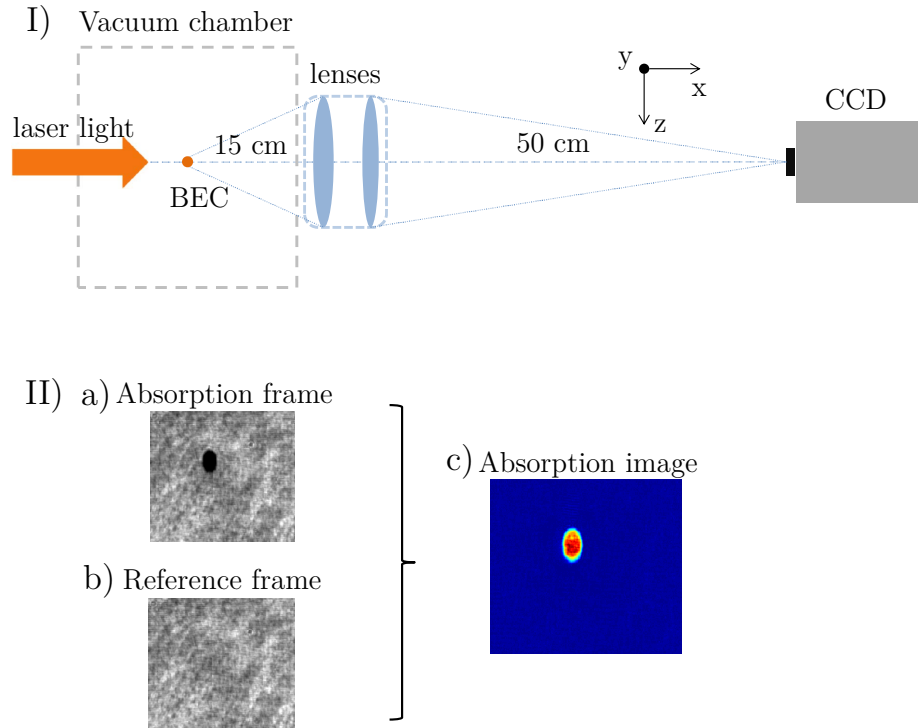 I)
Vacuum chamber
laser light
15 cm
BEC
lenses
50 cm
y
x
z
CCD
II)
a) Absorption frame
b) Reference frame
c) Absorption image